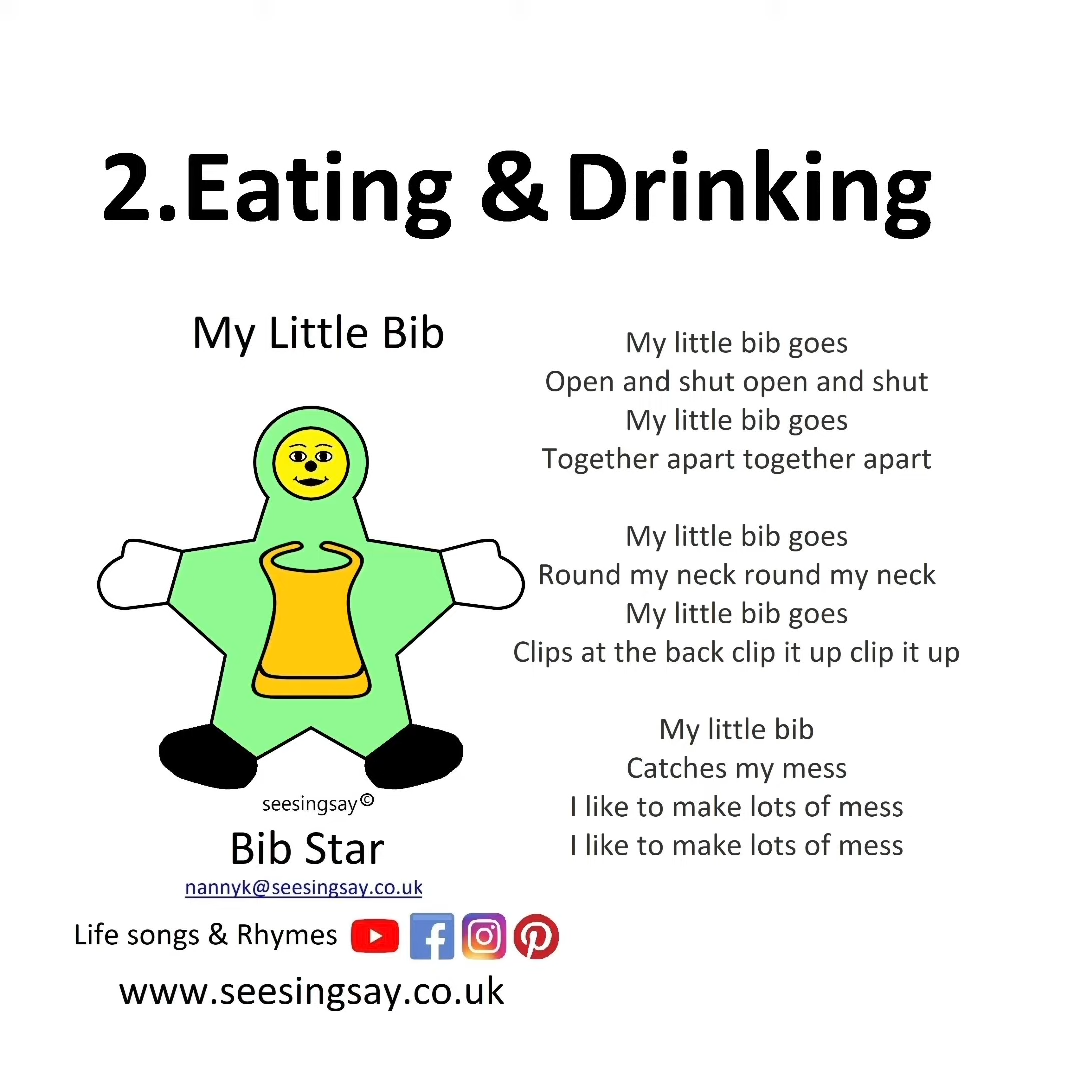 2.Eating & Drinking
My Little Bib
My little bib goes
Open and shut open and shut
My little bib goes
Together apart together apart
My little bib goes
Round my neck round my neck
My little bib goes
Clips at the back clip it up clip it up
My little bib
Catches my mess
I like to make lots of mess
I like to make lots of mess
seesingsay©
Bib Star
nannyk@seesingsay.co.uk
Life songs & Rhymes
www.seesingsay.co.uk